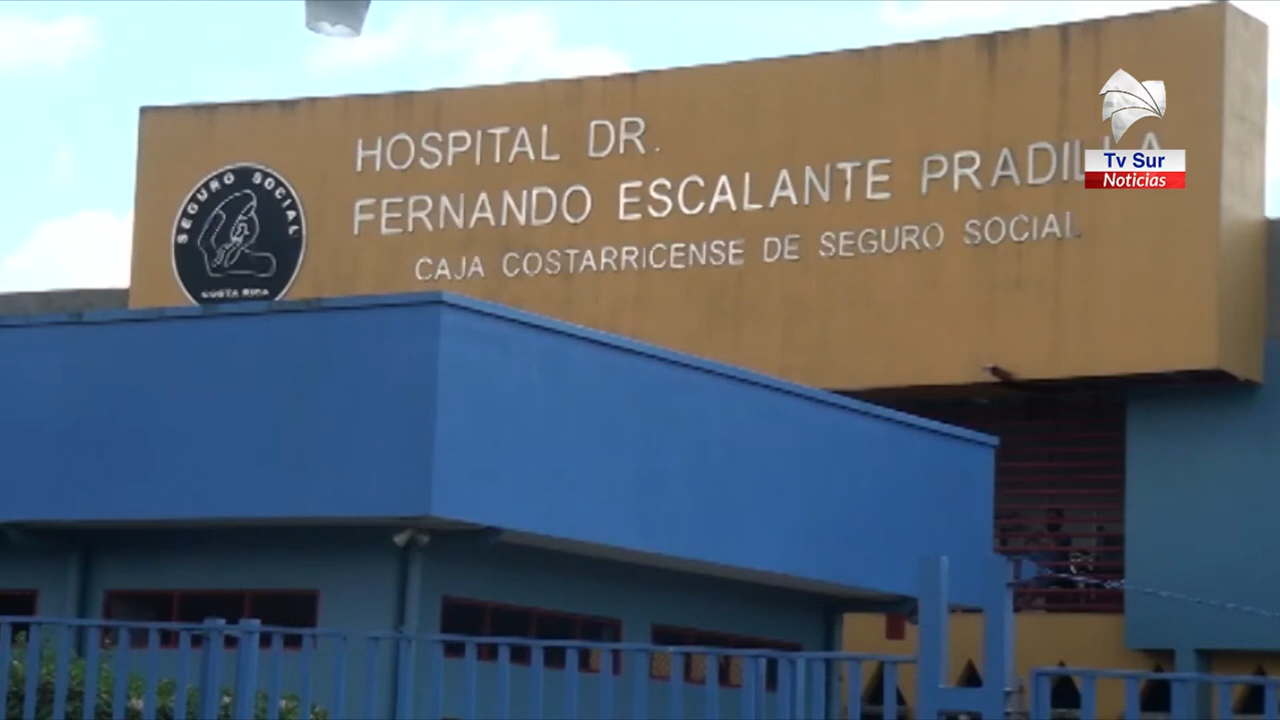 HOSPITAL DR.
FERNANDO ESCALANTE PRADILLA
CAJA COSTARRICENSE DE SEGURO SOCIAL
SEGURO SOCIAL
COSTA RICA
Tv Sur
Noticias